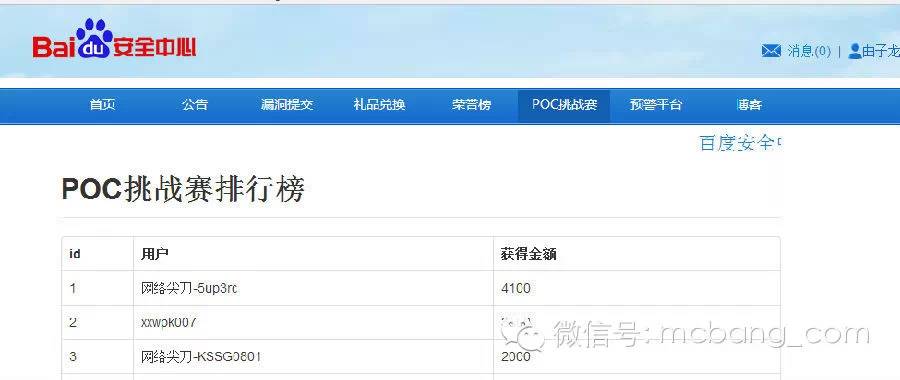 Baidu安全中心
消息(0) | 由子龙
首页 公告 漏洞提交 礼品兑换 荣誉榜 POC挑战赛 预警平台 博客
百度安全
POC挑战赛排行榜
id 用户 获得金额
1 网络尖刀-5up3rc 4100
2 xxwpk007
微信号: mcbang_com
3 网络尖刀-KSSG0801 2000